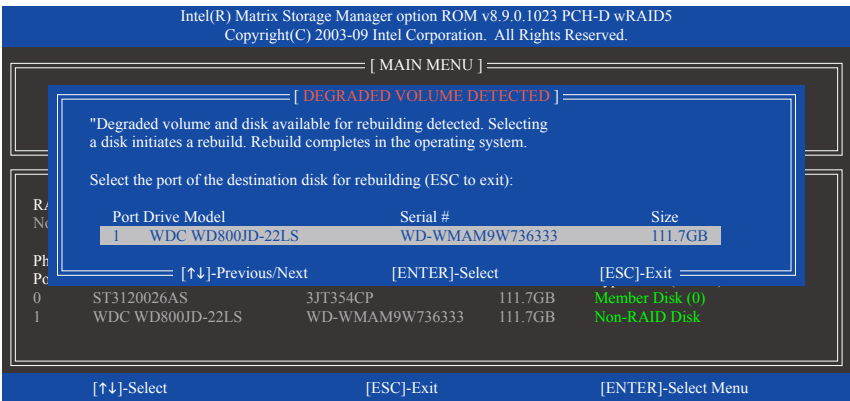 Intel(R) Matrix Storage Manager option ROM v8.9.0.1023 PCH-D wRAID5
Copyright(C) 2003-09 Intel Corporation.  All Rights Reserved.
[ MAIN MENU ]
[ DEGRADED VOLUME DETECTED ]
"Degraded volume and disk available for rebuilding detected. Selecting
a disk initiates a rebuild. Rebuild completes in the operating system.
Select the port of the destination disk for rebuilding (ESC to exit):
Port Drive Model Serial # Size
1 WDC WD800JD-22LS WD-WMAM9W736333 111.7GB
[↑↓]-Previous/Next [ENTER]-Select [ESC]-Exit
0 ST3120026AS 3JT354CP 111.7GB Member Disk (0)
1 WDC WD800JD-22LS WD-WMAM9W736333 111.7GB Non-RAID Disk
[↑↓]-Select [ESC]-Exit [ENTER]-Select Menu